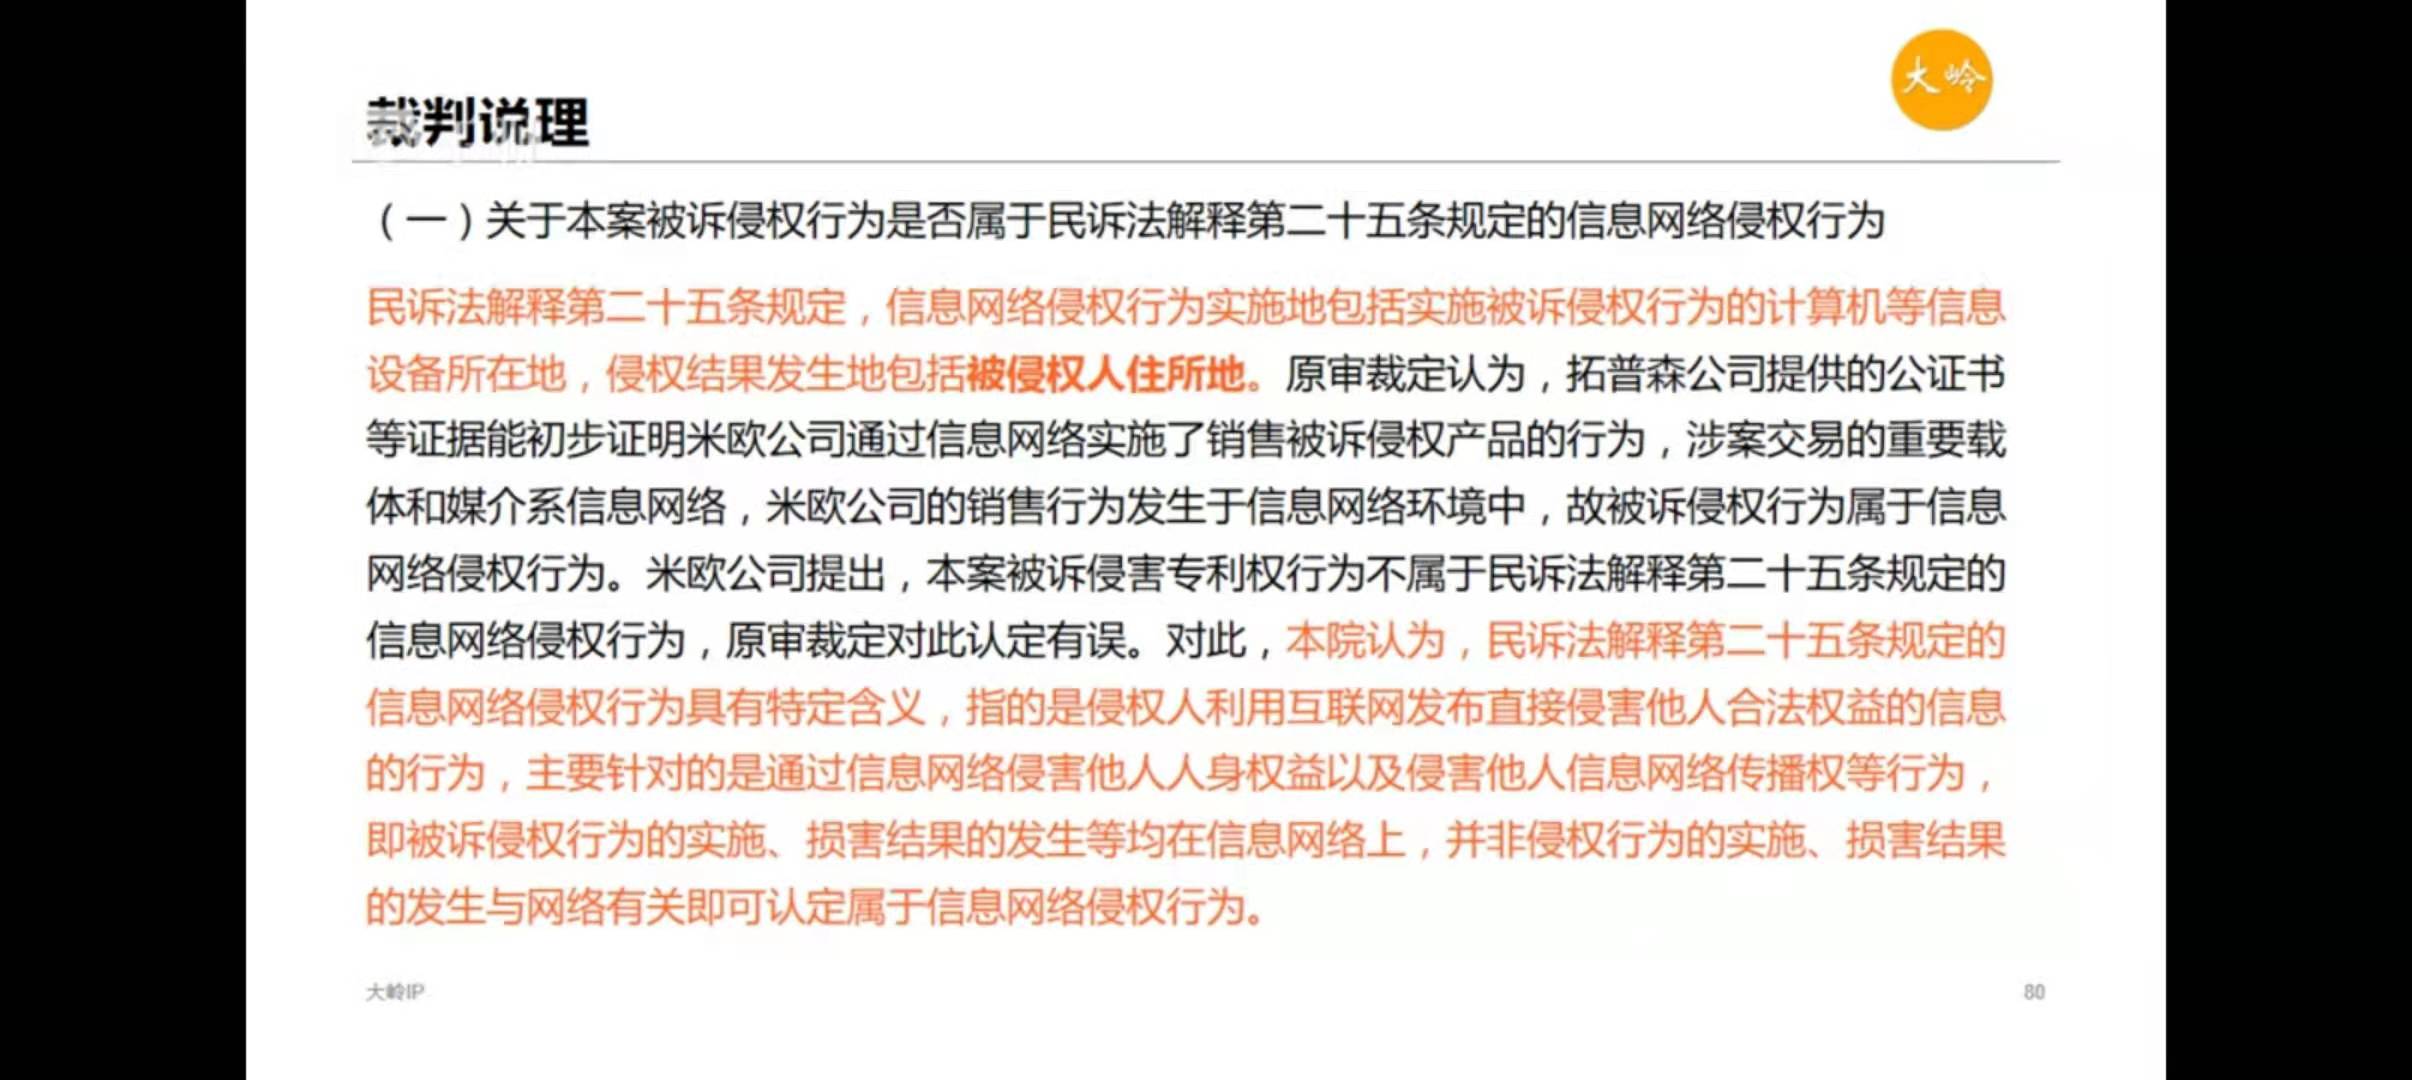 大岭
裁判说理
（一）关于本案被诉侵权行为是否属于民诉法解释第二十五条规定的信息网络侵权行为
民诉法解释第二十五条规定，信息网络侵权行为实施地包括实施被诉侵权行为的计算机等信息
设备所在地，侵权结果发生地包括被侵权人住所地。原审裁定认为，拓普森公司提供的公证书
等证据能初步证明米欧公司通过信息网络实施了销售被诉侵权产品的行为，涉案交易的重要载
体和媒介系信息网络，米欧公司的销售行为发生于信息网络环境中，故被诉侵权行为属于信息
网络侵权行为。米欧公司提出，本案被诉侵害专利权行为不属于民诉法解释第二十五条规定的
信息网络侵权行为，原审裁定对此认定有误。对此，本院认为，民诉法解释第二十五条规定的
信息网络侵权行为具有特定含义，指的是侵权人利用互联网发布直接侵害他人合法权益的信息
的行为，主要针对的是通过信息网络侵害他人人身权益以及侵害他人信息网络传播权等行为，
即被诉侵权行为的实施、损害结果的发生等均在信息网络上，并非侵权行为的实施、损害结果
的发生与网络有关即可认定属于信息网络侵权行为。
大岭IP
80